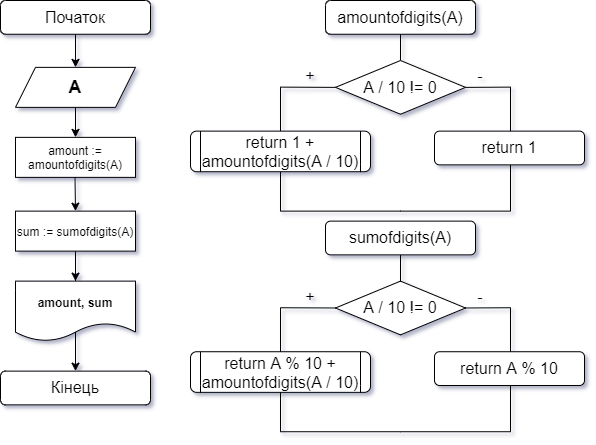 Початок
A
amount :=
amountofdigits(A)
sum := sumofdigits(A)
amount, sum
Кінець
amountofdigits(A)
A / 10 != 0
+
-
return 1 +
amountofdigits(A / 10)
return 1
sumofdigits(A)
A / 10 != 0
+
-
return A % 10 +
amountofdigits(A / 10)
return A % 10